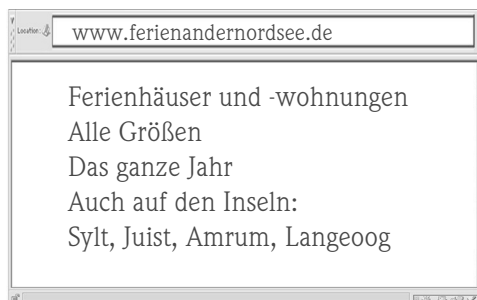 Location:
www.ferienandernordsee.de
Ferienhäuser und -wohnungen
Alle Größen
Das ganze Jahr
Auch auf den Inseln:
Sylt, Juist, Amrum, Langeoog